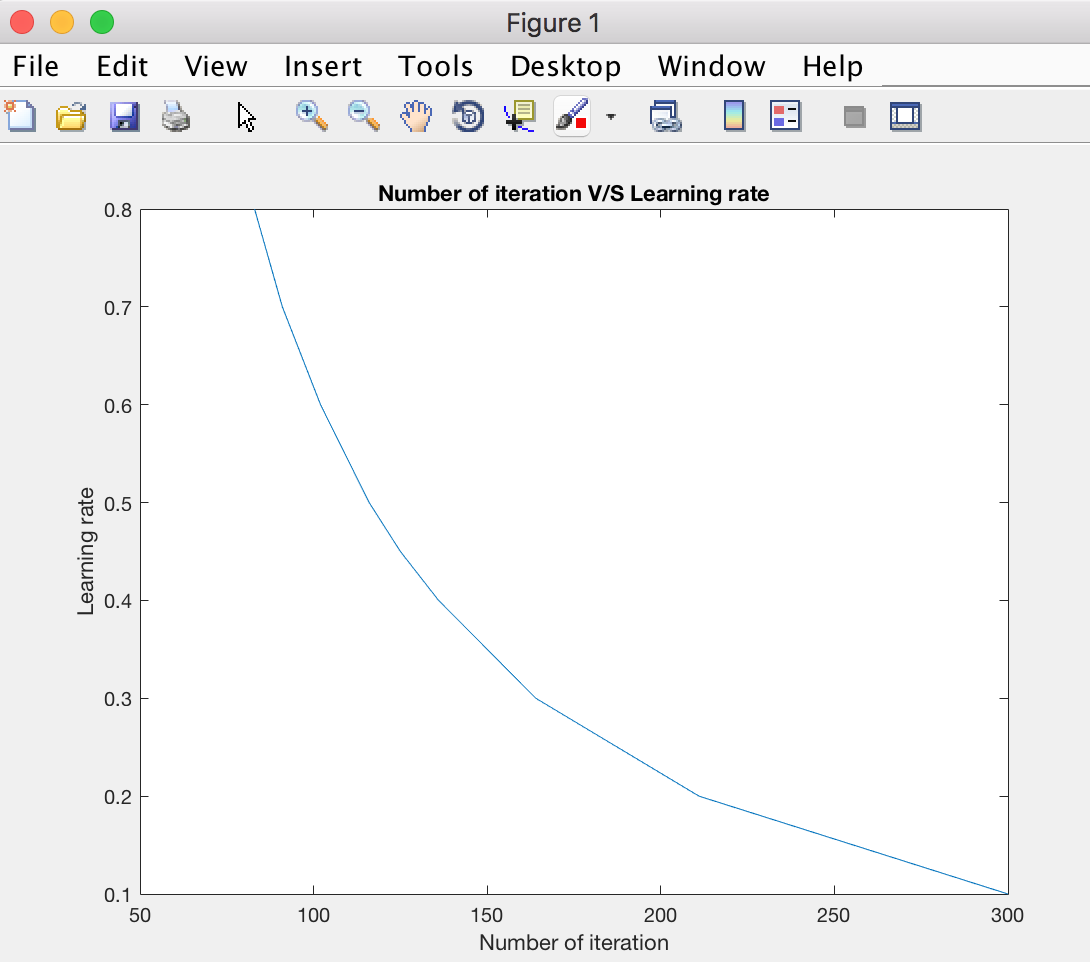 Figure 1
File Edit View Insert Tools Desktop Window Help
Number of iteration V/S Learning rate
0.8
0.7
0.6
0.5
0.4
0.3
0.2
0.1
Learning rate
50 100 150 200 250 300
Number of iteration